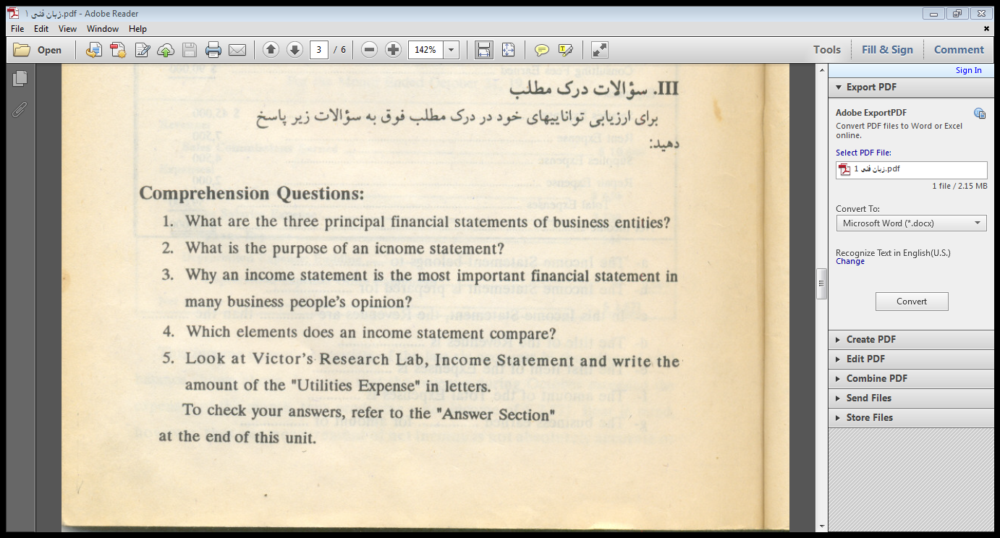 زبان فنی 1.pdf - Adobe Reader
File Edit View Window Help
Open 3 / 6 142% Tools Fill & Sign Comment
Sign In
Export PDF
Adobe ExportPDF
Convert PDF files to Word or Excel
online.
Select PDF File:
زبان فنی 1.pdf
1 file / 2.15 MB
Convert To:
Microsoft Word (*.docx)
Recognize Text in English(U.S.)
Change
Convert
Create PDF
Edit PDF
Combine PDF
Send Files
Store Files
III. سؤالات درک مطلب
برای ارزیابی تواناییهای خود در درک مطلب فوق به سؤالات زیر پاسخ
دهید:
Comprehension Questions:
1. What are the three principal financial statements of business entities?
2. What is the purpose of an icnome statement?
3. Why an income statement is the most important financial statement in
many business people's opinion?
4. Which elements does an income statement compare?
5. Look at Victor's Research Lab, Income Statement and write the
amount of the "Utilities Expense" in letters.
To check your answers, refer to the "Answer Section"
at the end of this unit.